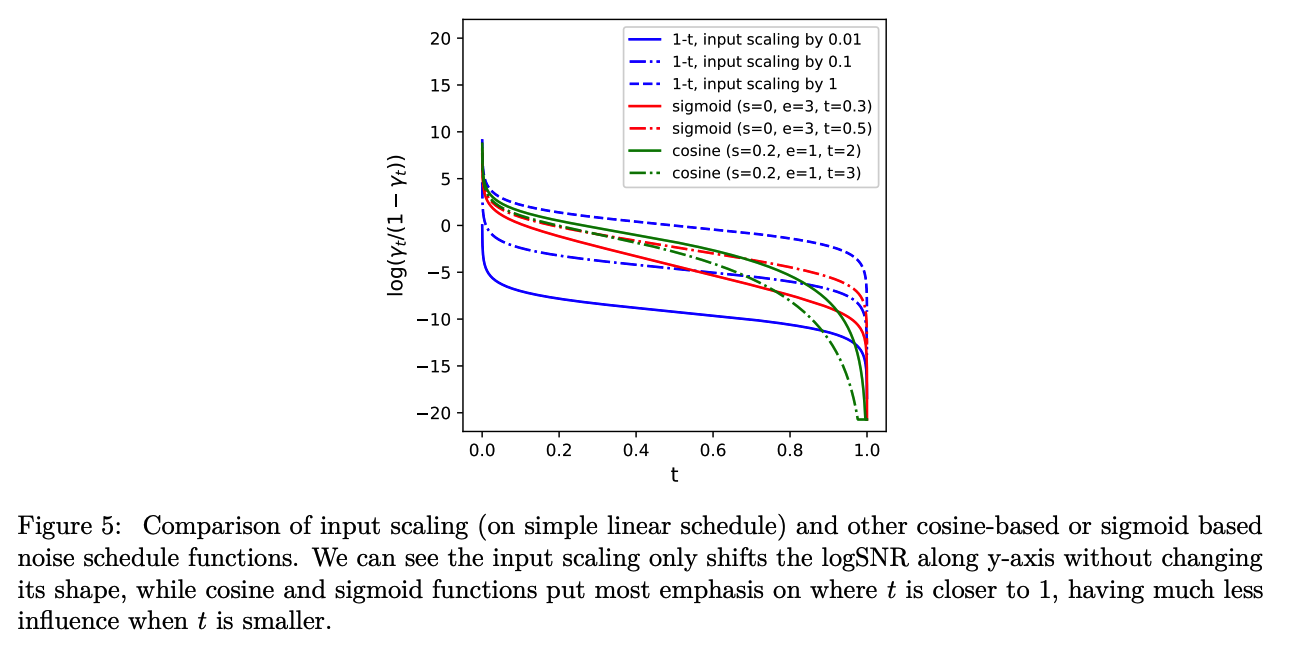 20
15
10
5
0
−5
−10
−15
−20
log(γt/(1 − γt))
1-t, input scaling by 0.01
1-t, input scaling by 0.1
1-t, input scaling by 1
sigmoid (s=0, e=3, t=0.3)
sigmoid (s=0, e=3, t=0.5)
cosine (s=0.2, e=1, t=2)
cosine (s=0.2, e=1, t=3)
0.0 0.2 0.4 0.6 0.8 1.0
t
Figure 5: Comparison of input scaling (on simple linear schedule) and other cosine-based or sigmoid based
noise schedule functions. We can see the input scaling only shifts the logSNR along y-axis without changing
its shape, while cosine and sigmoid functions put most emphasis on where t is closer to 1, having much less
influence when t is smaller.